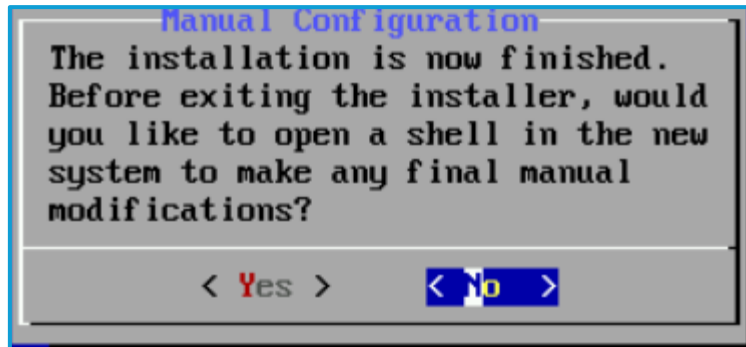 Manual Configuration
The installation is now finished.
Before exiting the installer, would
you like to open a shell in the new
system to make any final manual
modifications?
< Yes > < No >